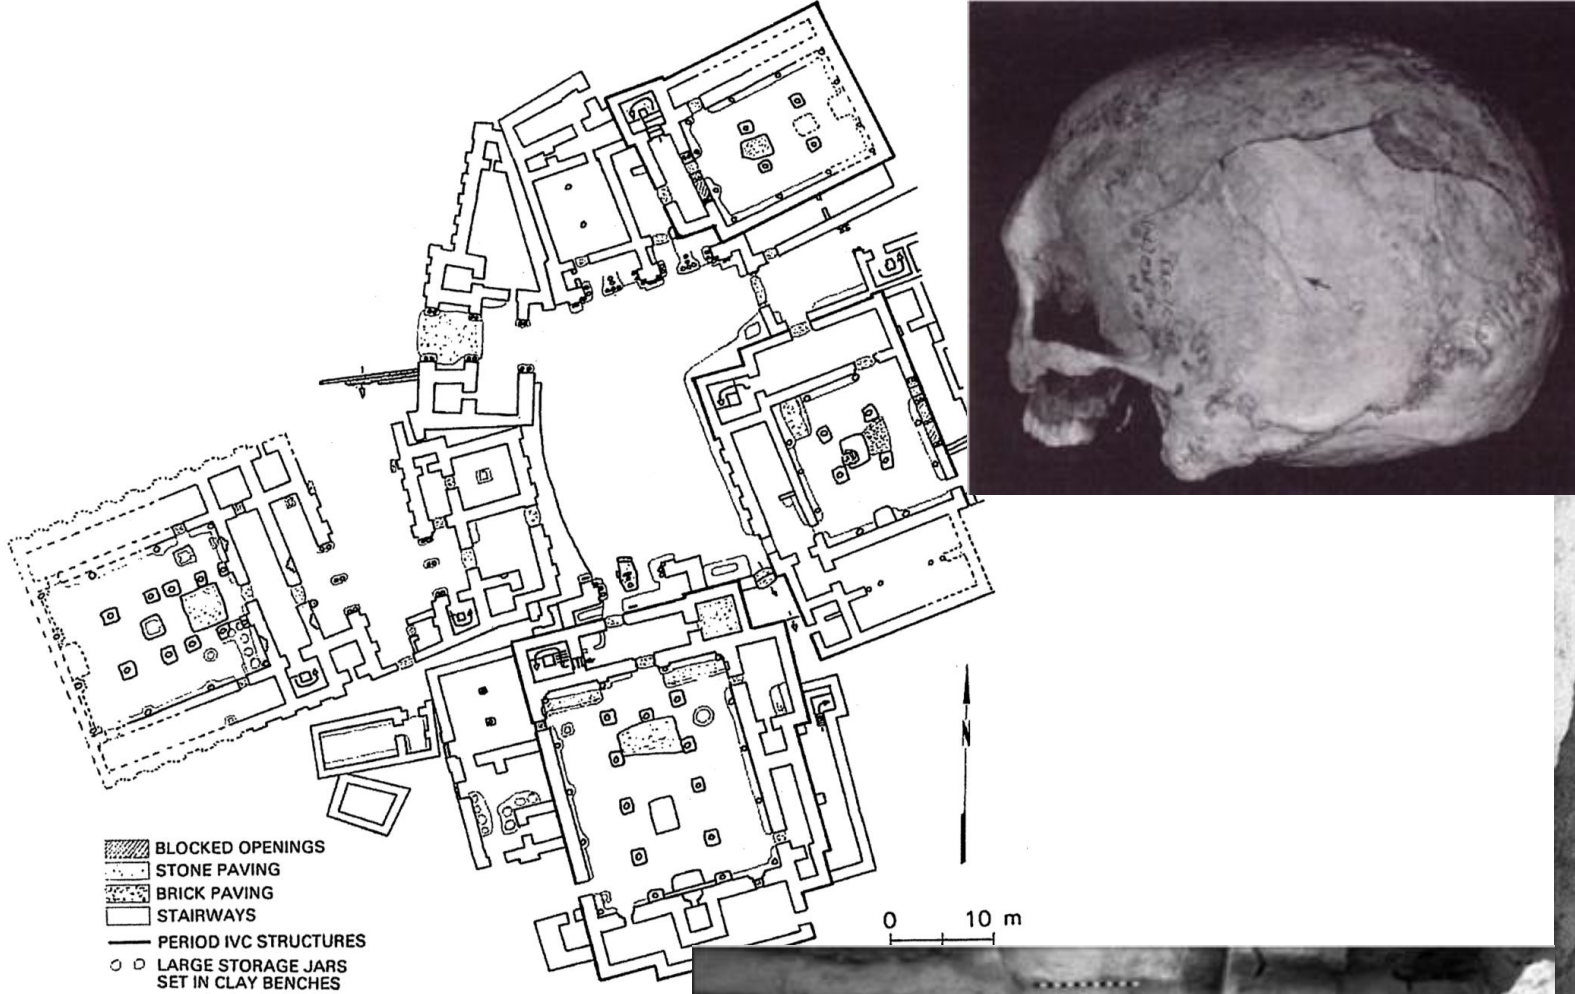 N
BLOCKED OPENINGS
STONE PAVING
BRICK PAVING
STAIRWAYS
PERIOD IVC STRUCTURES
LARGE STORAGE JARS
SET IN CLAY BENCHES
0 10 m